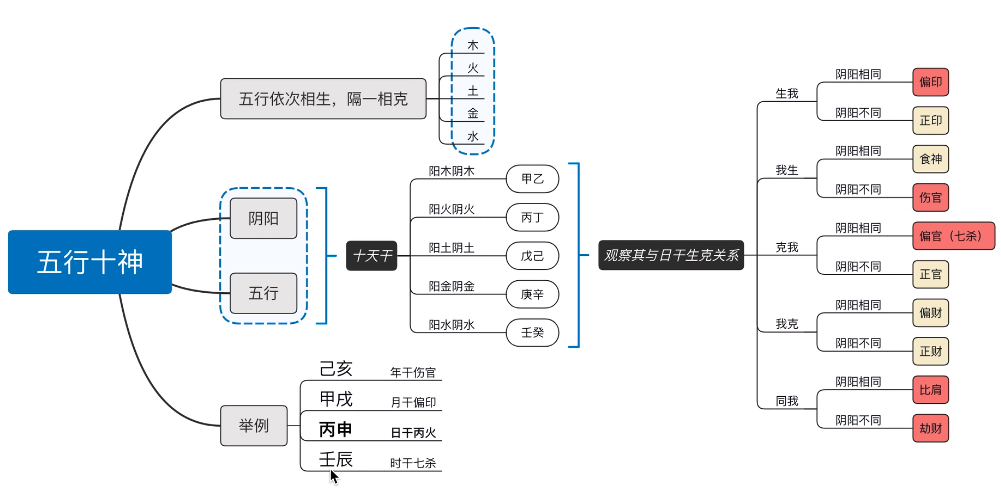 五行十神
五行依次相生，隔一相克
木
火
土
金
水
阴阳
五行
十天干
阳木阴木
甲乙
阳火阴火
丙丁
阳土阴土
戊己
阳金阴金
庚辛
阳水阴水
壬癸
观察其与日干生克关系
生我
阴阳相同
偏印
阴阳不同
正印
我生
阴阳相同
食神
阴阳不同
伤官
克我
阴阳相同
偏官（七杀）
阴阳不同
正官
我克
阴阳相同
偏财
阴阳不同
正财
同我
阴阳相同
比肩
阴阳不同
劫财
举例
己亥 年干伤官
甲戌 月干偏印
丙申 日干丙火
壬辰 时干七杀